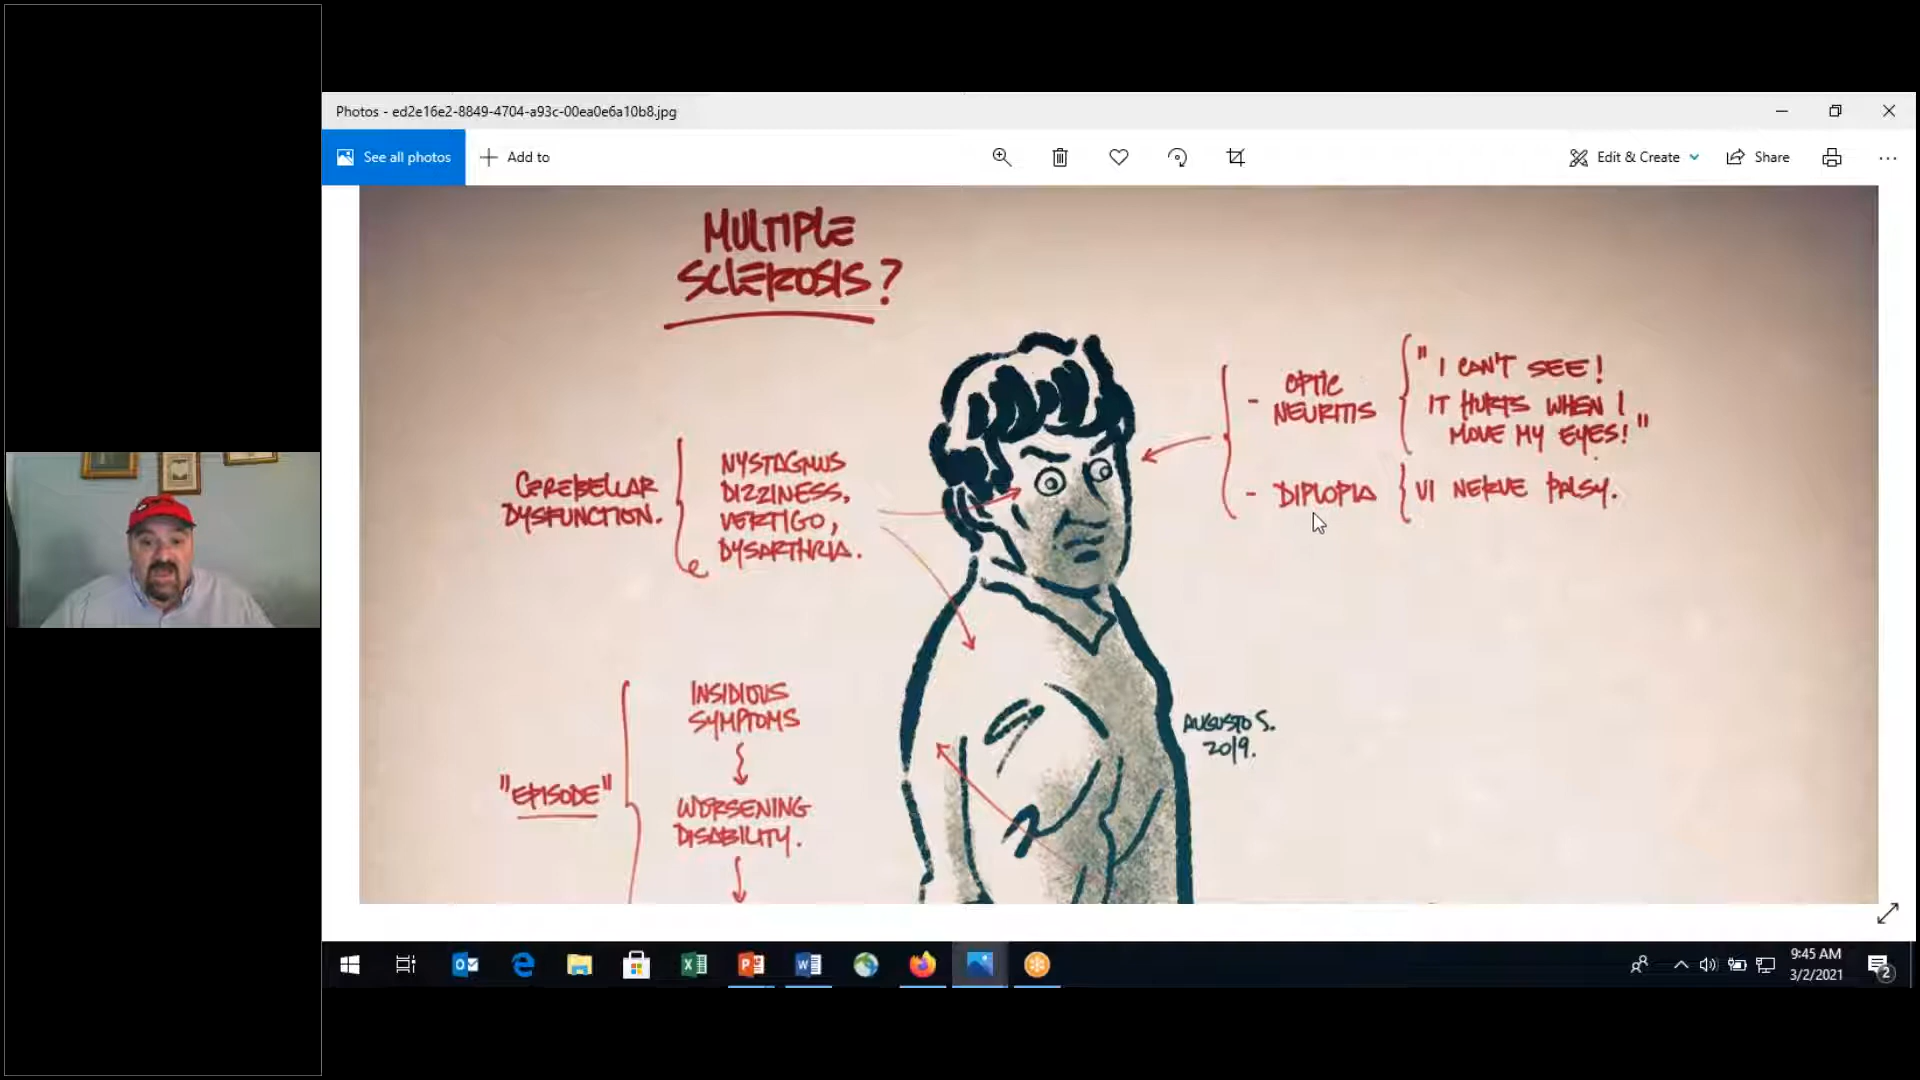 Photos - ed2e16e2-8849-4704-a93c-00ea0e6a10b8.jpg
See all photos
Add to
Edit & Create
Share
MULTIPLE
SCLEROSIS?
CEREBELLAR
DYSFUNCTION.
NYSTAGMUS
DIZZINESS,
VERTIGO,
DYSARTHRIA.
- OPTIC
NEURITIS
" I CAN'T SEE!
IT HURTS WHEN I
MOVE MY EYES! "
- DIPLOPIA
VI NERVE PALSY.
"EPISODE"
INSIDIOUS
SYMPTOMS
WORSENING
DISABILITY.
AUGUSTO S.
2019.
9:45 AM
3/2/2021
2